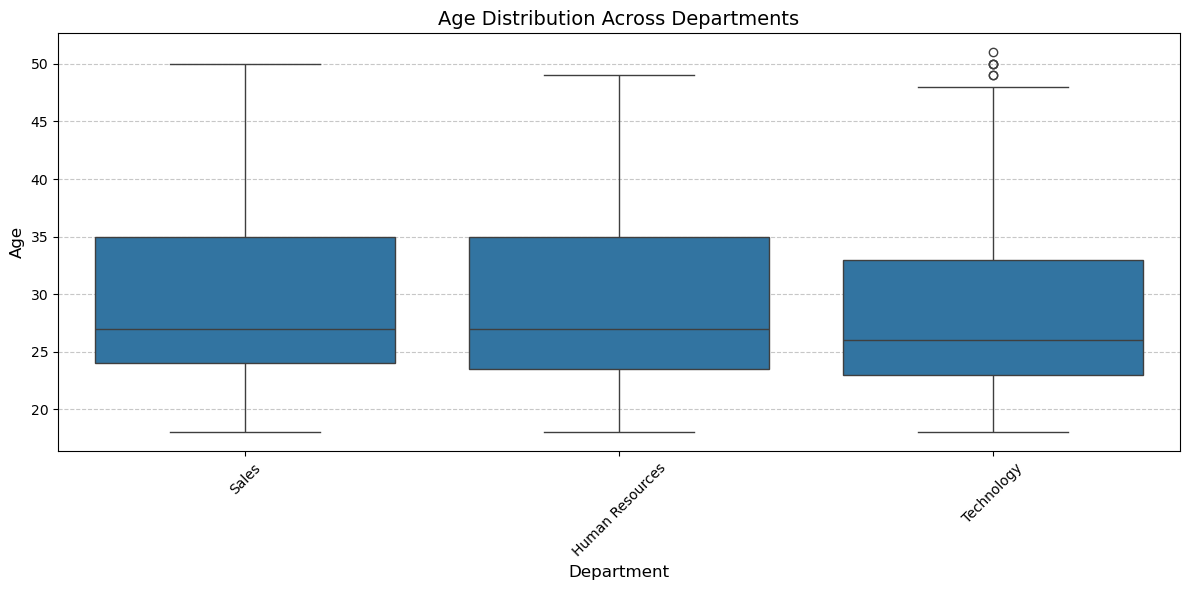 Age Distribution Across Departments
50
45
40
35
30
25
20
Age
Sales
Human Resources
Technology
Department